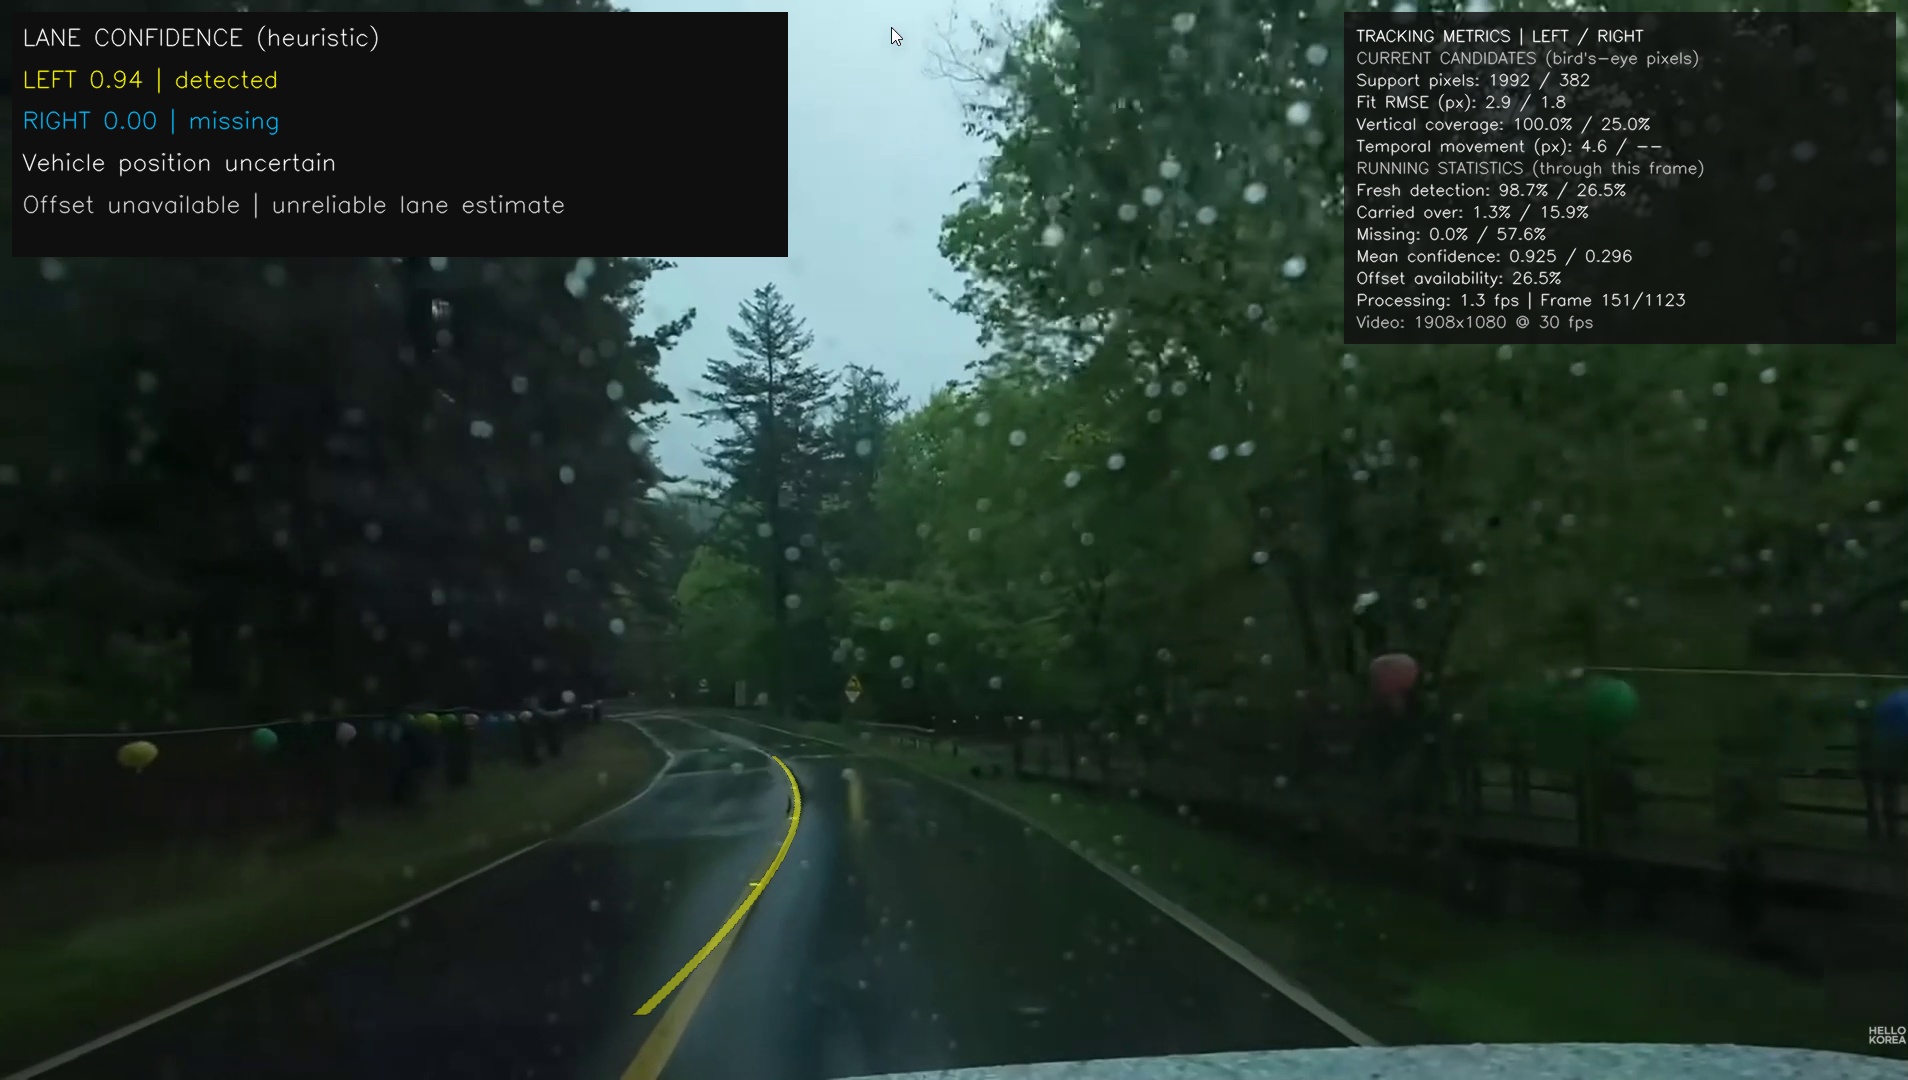 LANE CONFIDENCE (heuristic)
LEFT 0.94 | detected
RIGHT 0.00 | missing
Vehicle position uncertain
Offset unavailable | unreliable lane estimate
TRACKING METRICS | LEFT / RIGHT
CURRENT CANDIDATES (bird's-eye pixels)
Support pixels: 1992 / 382
Fit RMSE (px): 2.9 / 1.8
Vertical coverage: 100.0% / 25.0%
Temporal movement (px): 4.6 / --
RUNNING STATISTICS (through this frame)
Fresh detection: 98.7% / 26.5%
Carried over: 1.3% / 15.9%
Missing: 0.0% / 57.6%
Mean confidence: 0.925 / 0.296
Offset availability: 26.5%
Processing: 1.3 fps | Frame 151/1123
Video: 1908x1080 @ 30 fps
HELLO
KOREA